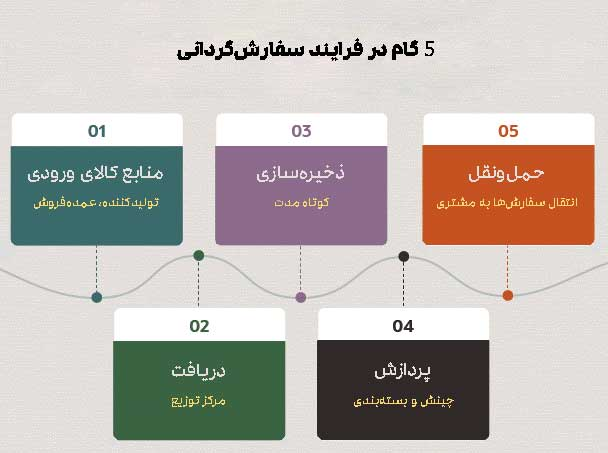 5 گام در فرایند سفارش‌گردانی
01
منابع کالای ورودی
تولیدکننده، عمده‌فروش
02
دریافت
مرکز توزیع
03
ذخیره‌سازی
کوتاه مدت
04
پردازش
چینش و بسته‌بندی
05
حمل‌ونقل
انتقال سفارش‌ها به مشتری